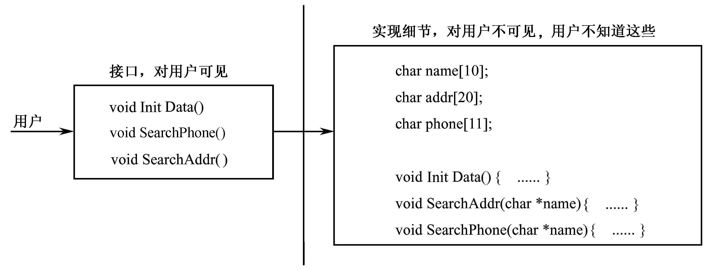 用户
接口，对用户可见
void Init Data()
void SearchPhone()
void SearchAddr( )
实现细节，对用户不可见，用户不知道这些
char name[10];
char addr[20];
char phone[11];
void Init Data() {   ...... }
void SearchAddr(char *name) {   ...... }
void SearchPhone(char *name) {   ...... }